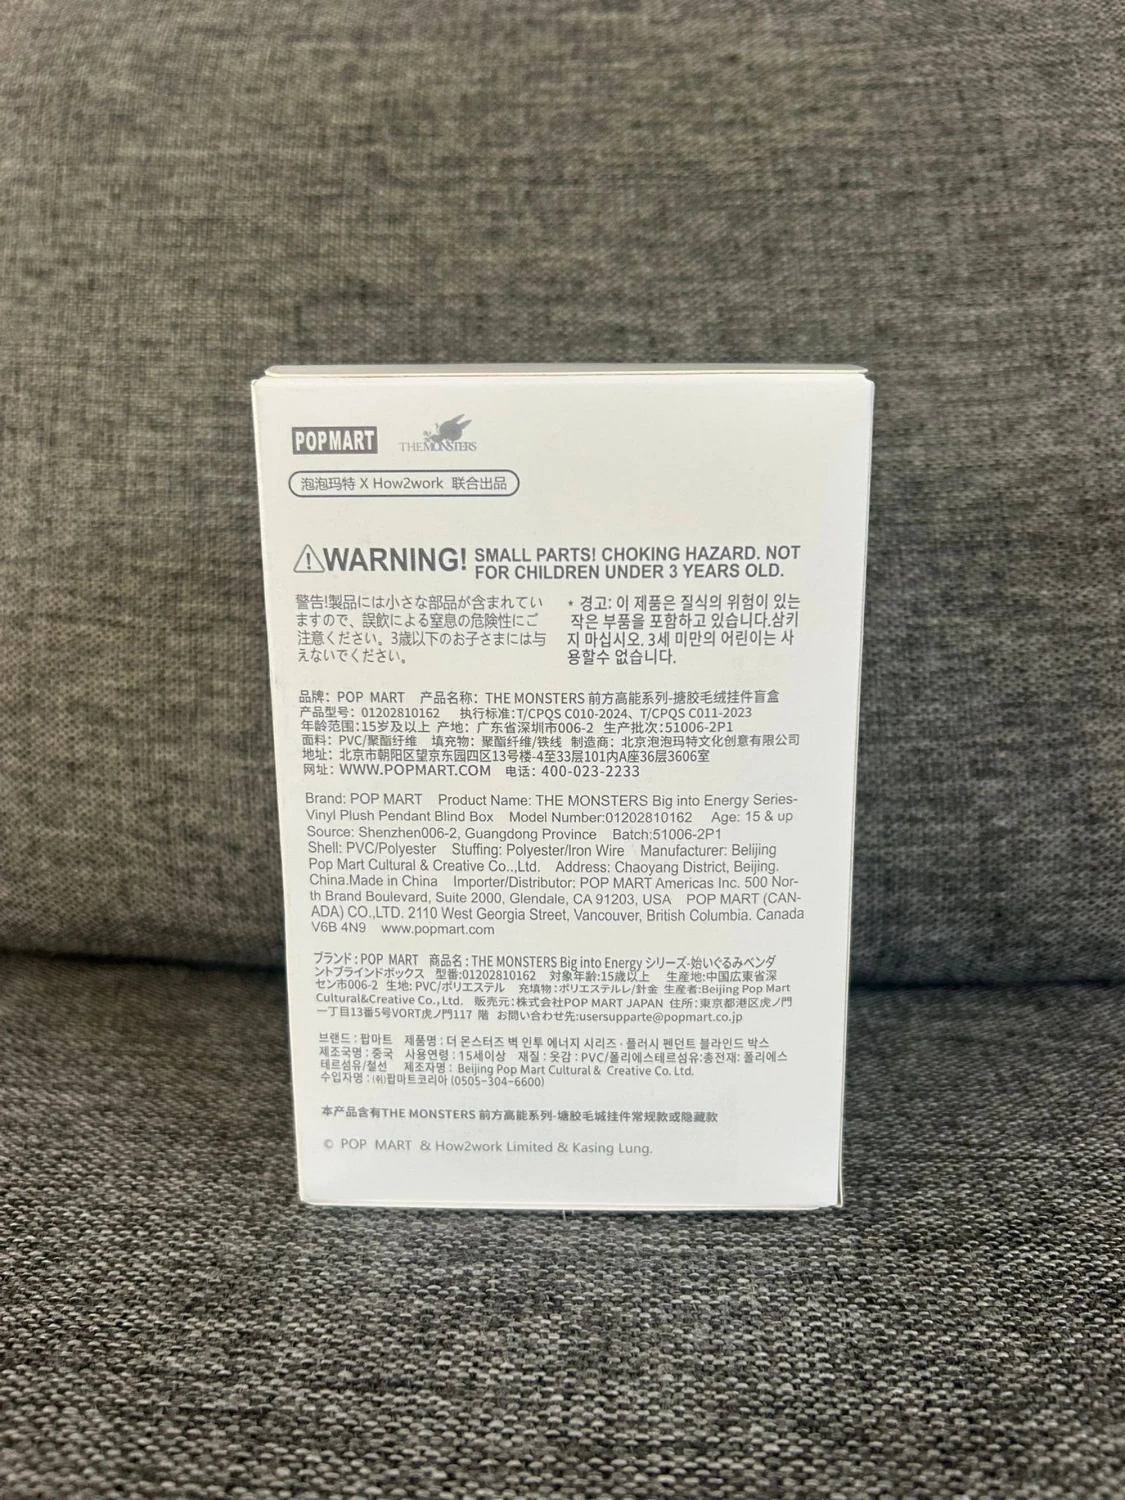 POP MART THE MONSTERS
泡泡玛特 X How2work 联合出品
WARNING! SMALL PARTS! CHOKING HAZARD. NOT
FOR CHILDREN UNDER 3 YEARS OLD.
警告!製品には小さな部品が含まれてい
ますので、誤飲による窒息の危険性にご
注意ください。3歳以下のお子さまには与
えないでください。
* 경고: 이 제품은 질식의 위험이 있는
작은 부품을 포함하고 있습니다.삼키
지 마십시오. 3세 미만의 어린이는 사
용할수 없습니다.
品牌：POP MART 产品名称：THE MONSTERS 前方高能系列-搪胶毛绒挂件盲盒
产品型号：01202810162 执行标准：T/CPQS C010-2024、T/CPQS C011-2023
年龄范围:15岁及以上 产地：广东省深圳市006-2 生产批次:51006-2P1
面料：PVC/聚酯纤维 填充物：聚酯纤维/铁线 制造商：北京泡泡玛特文化创意有限公司
地址：北京市朝阳区望京东园四区13号楼-4至33层101内A座36层3606室
网址：WWW.POPMART.COM 电话：400-023-2233
Brand: POP MART Product Name: THE MONSTERS Big into Energy Series-
Vinyl Plush Pendant Blind Box Model Number:01202810162 Age: 15 & up
Source: Shenzhen006-2, Guangdong Province Batch:51006-2P1
Shell: PVC/Polyester Stuffing: Polyester/Iron Wire Manufacturer: Belijing
Pop Mart Cultural & Creative Co.,Ltd. Address: Chaoyang District, Beijing.
China.Made in China Importer/Distributor: POP MART Americas Inc. 500 Nor-
th Brand Boulevard, Suite 2000, Glendale, CA 91203, USA POP MART (CAN-
ADA) CO.,LTD. 2110 West Georgia Street, Vancouver, British Columbia. Canada
V6B 4N9 www.popmart.com
ブランド：POP MART 商品名：THE MONSTERS Big into Energy シリーズ-始いぐるみペンダ
ントブラインドボックス 型番:01202810162 対象年齢:15歳以上 生産地:中国広東省深
セン市006-2 生地: PVC/ポリエステル 充填物:ポリエステルレ/針金 生産者:Beijing Pop Mart
Cultural&Creative Co., Ltd. 販売元：株式会社POP MART JAPAN 住所：東京都港区虎ノ門
一丁目13番5号VORT虎ノ門117 階 お問い合わせ先:usersupparte@popmart.co.jp
브랜드 : 팝마트 제품명 : 더 몬스터즈 벽 인투 에너지 시리즈 · 플러시 펜던트 블라인드 박스
제조국명 : 중국 사용연령 : 15세이상 재질 : 옷감 : PVC/폴리에스테르섬유:총전재: 폴리에스
테르섬유/철선 제조자명 : Beijing Pop Mart Cultural & Creative Co. Ltd.
수입자명 : ㈜팝마트코리아 (0505-304-6600)
本产品含有THE MONSTERS 前方高能系列-搪胶毛城挂件常规款或隐藏款
© POP MART & How2work Limited & Kasing Lung.